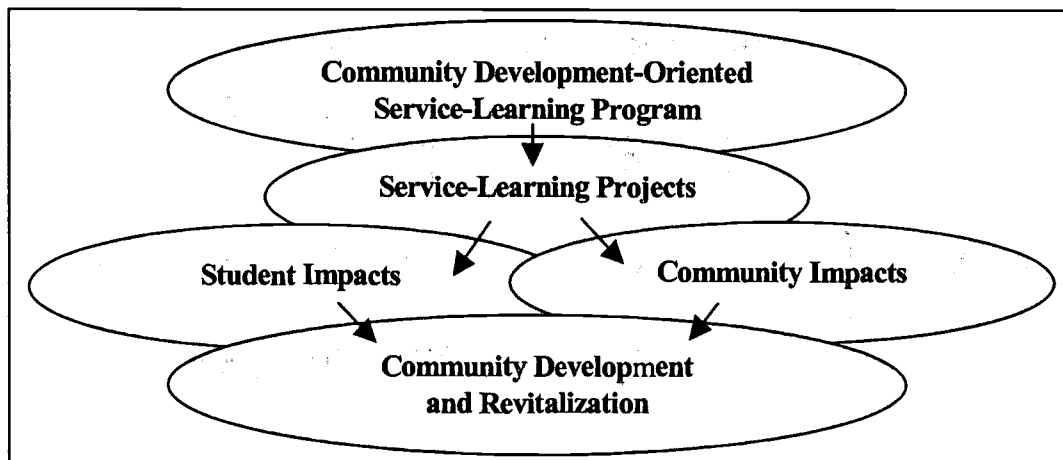 Community Development-Oriented
Service-Learning Program
Service-Learning Projects
Student Impacts
Community Impacts
Community Development
and Revitalization